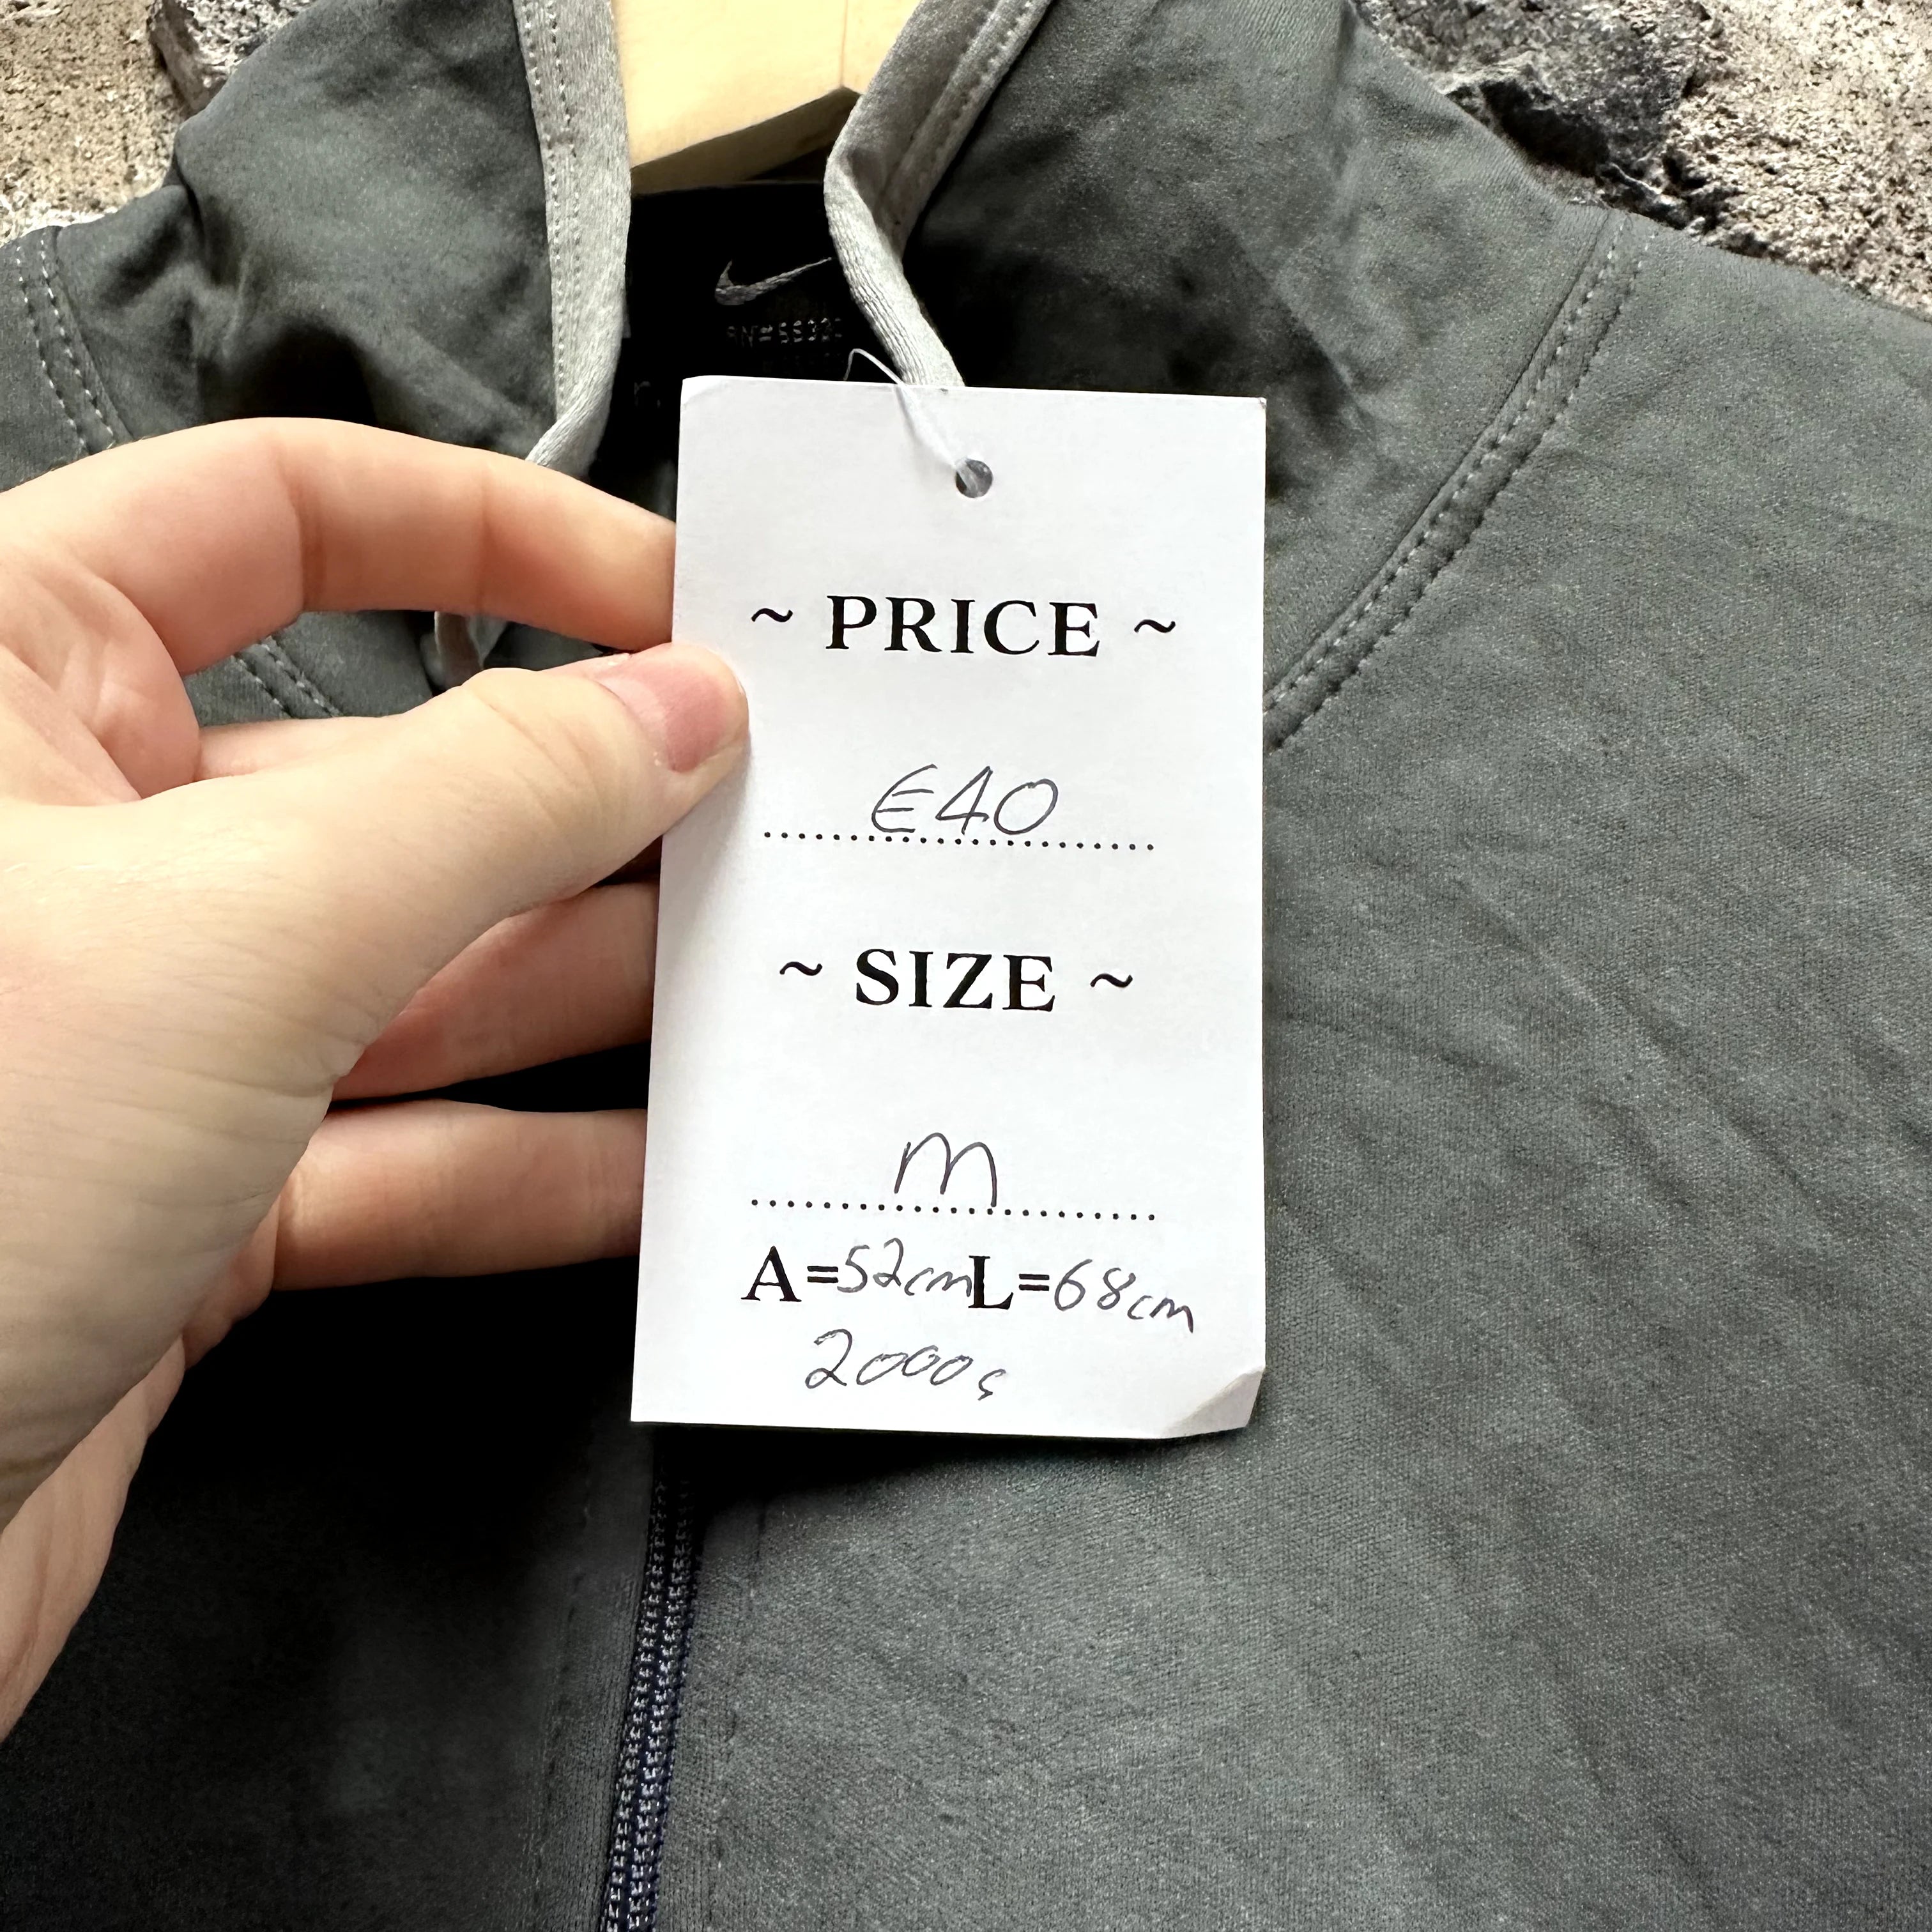 ~ PRICE ~
€40
~ SIZE ~
M
A=52cm L=68cm
2000s